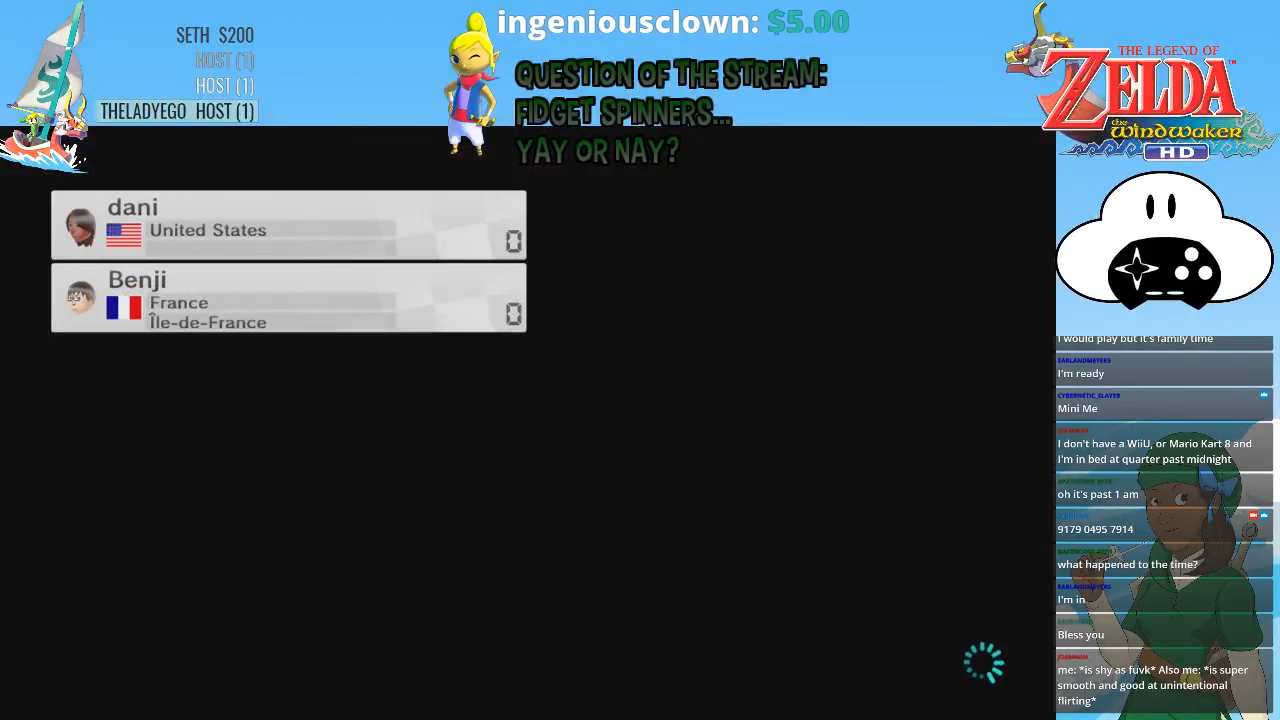 SETH $200
HOST (1)
HOST (1)
THELADYEGO HOST (1)
ingeniousclown: $5.00
QUESTION OF THE STREAM:
FIDGET SPINNERS...
YAY OR NAY?
THE LEGEND OF
ZELDA
the WIND WAKER
HD
dani
United States
0
Benji
France
0
Île-de-France
I would play but it's family time
EARLANDMEYERS
I'm ready
CYBERNETIC_SLAYER
Mini Me
I don't have a WiiU, or Mario Kart 8 and
I'm in bed at quarter past midnight
oh it's past 1 am
9179 0495 7914
what happened to the time?
EARLANDMEYERS
I'm in
Bless you
me: *is shy as fuvk* Also me: *is super
smooth and good at unintentional
flirting*